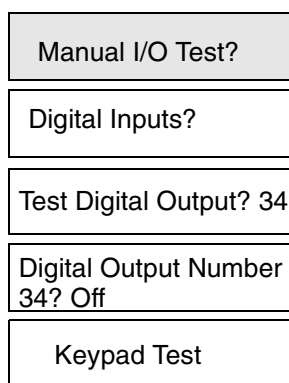 Manual I/O Test?
Digital Inputs?
Test Digital Output? 34
Digital Output Number
34? Off
Keypad Test